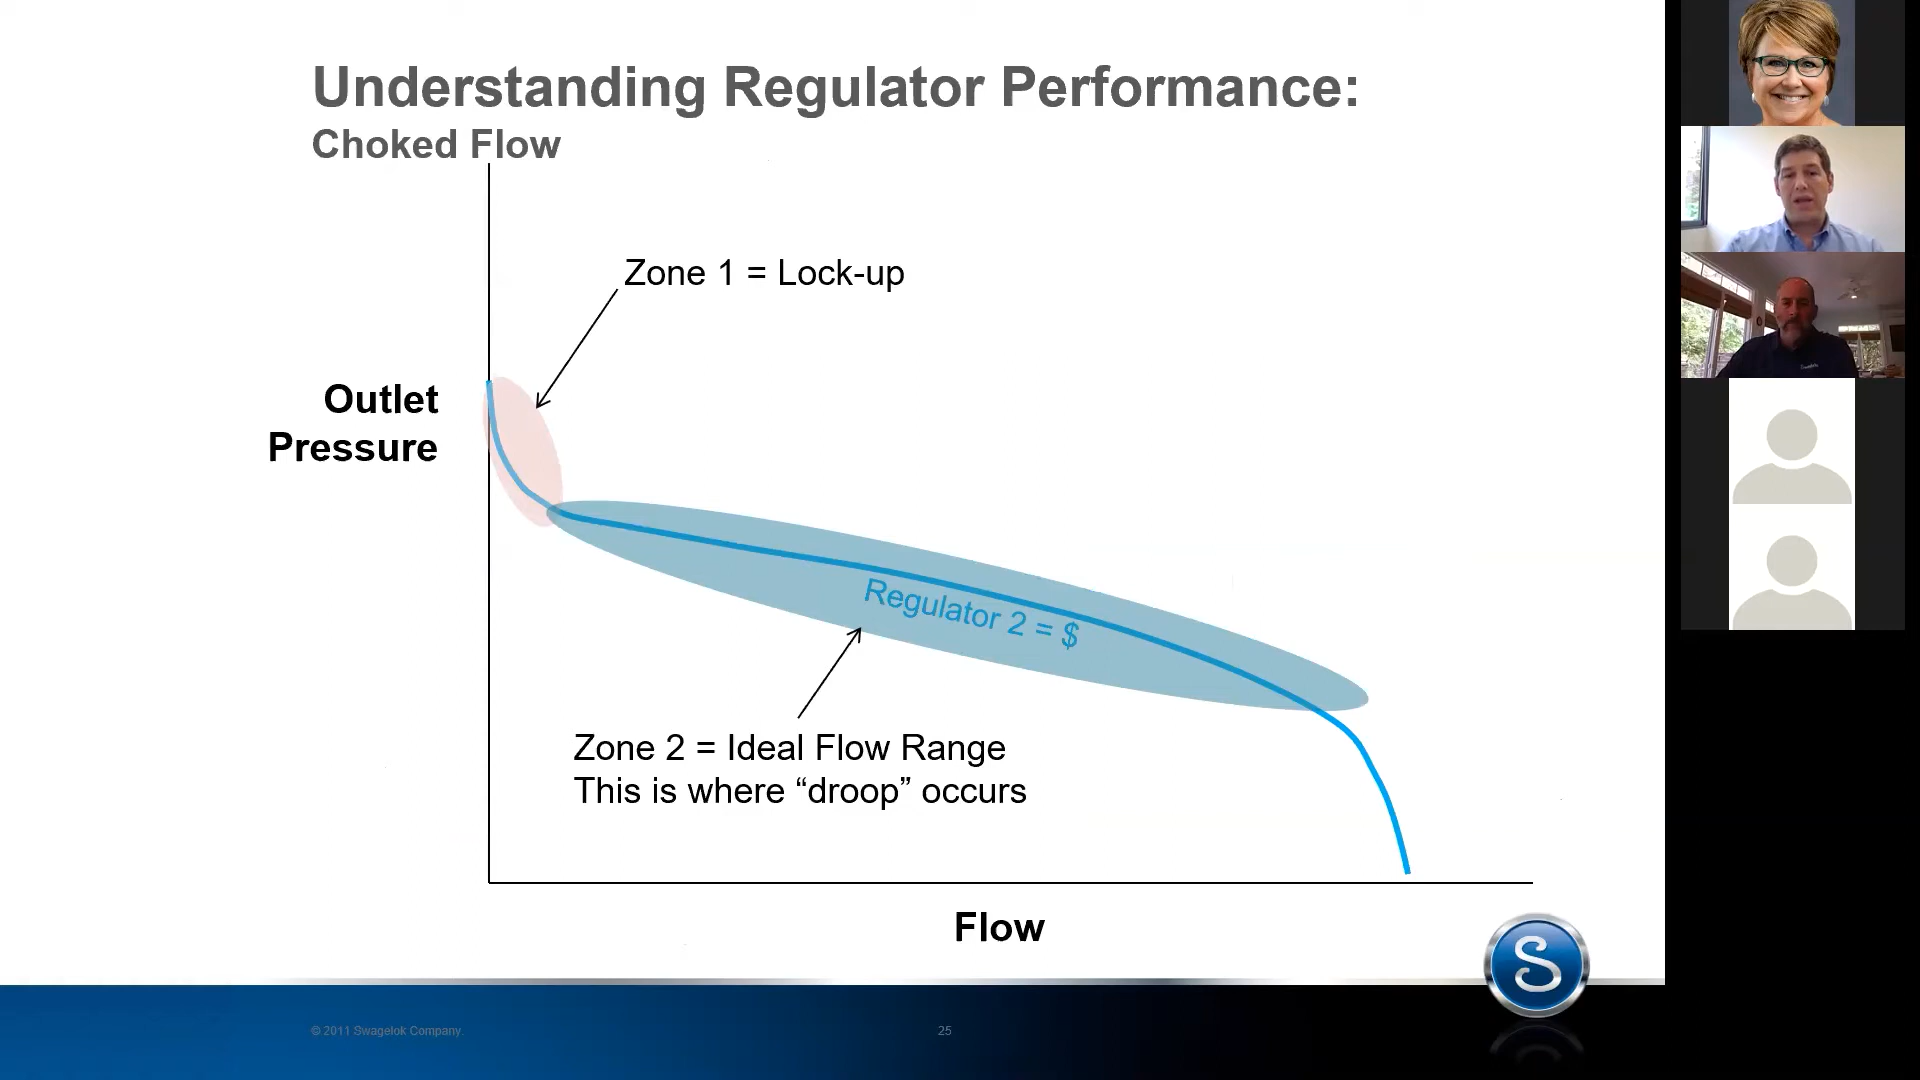 Understanding Regulator Performance:
Choked Flow
Zone 1 = Lock-up
Outlet
Pressure
Regulator 2 = $
Zone 2 = Ideal Flow Range
This is where “droop” occurs
Flow
S
© 2011 Swagelok Company.
25